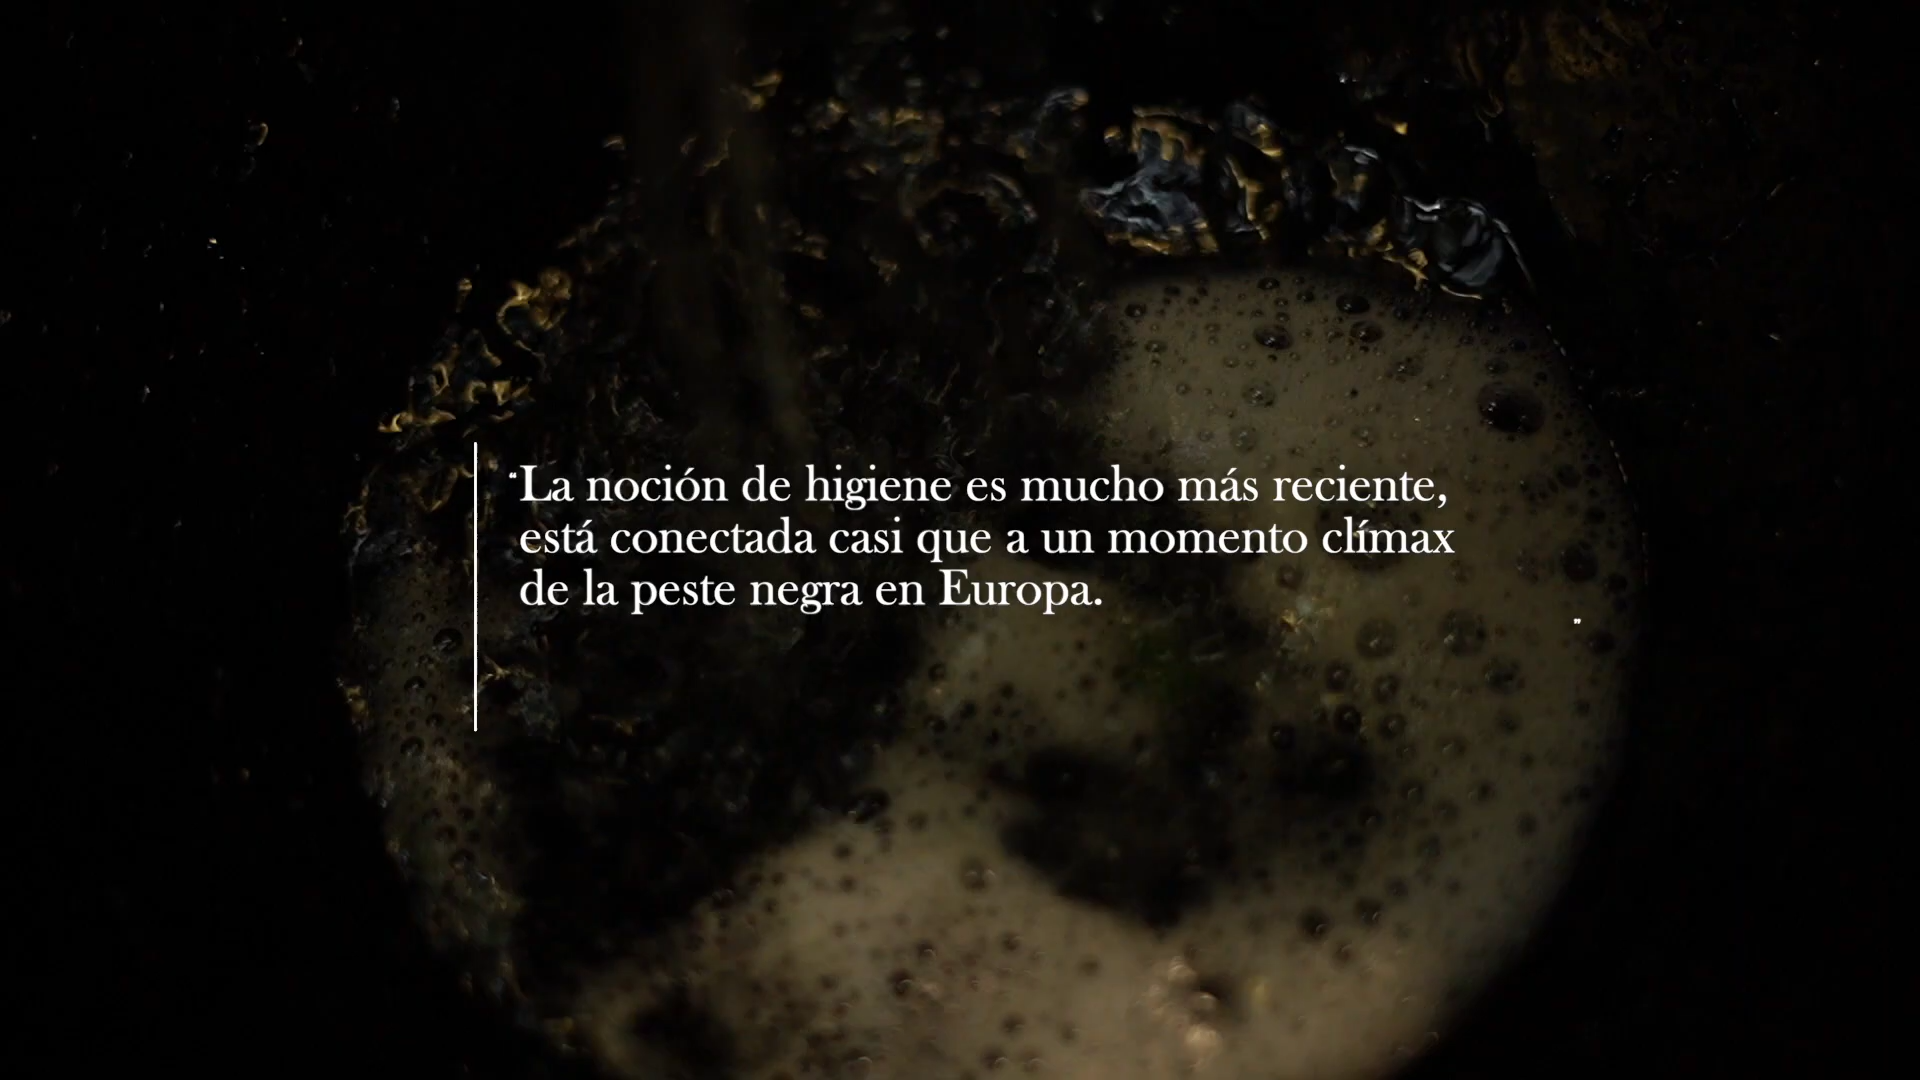 “La noción de higiene es mucho más reciente,
está conectada casi que a un momento clímax
de la peste negra en Europa.
”